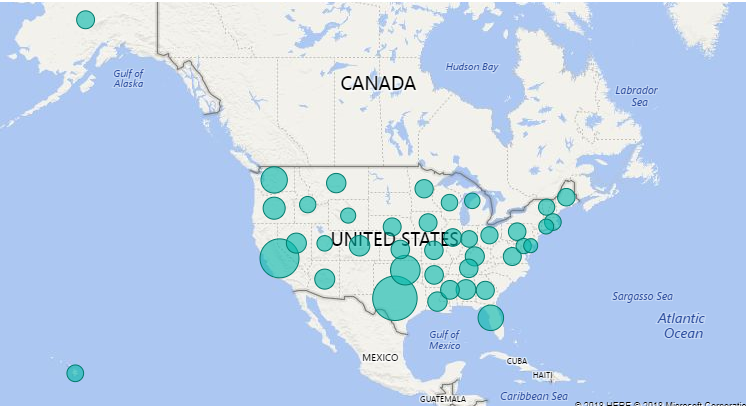 Gulf of
Alaska
CANADA
Hudson Bay
Labrador
Sea
UNITED STATES
Sargasso Sea
Atlantic
Ocean
Gulf of
Mexico
MEXICO
CUBA
HAITI
GUATEMALA
Caribbean Sea
© 2018 HERE © 2018 Microsoft Corporatio